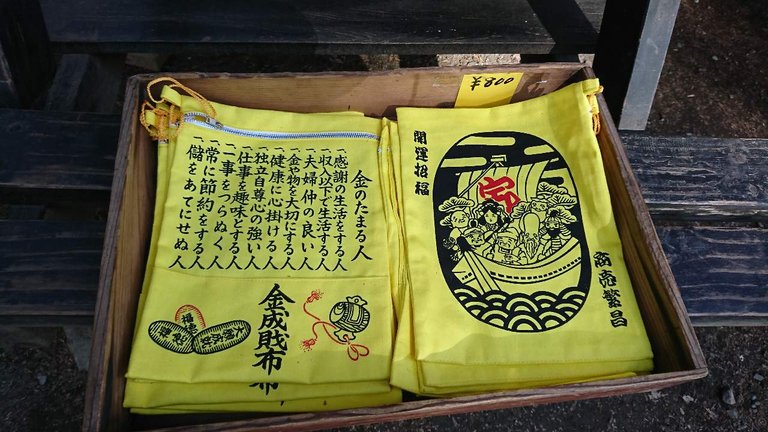 ¥800
金のたまる人
一感謝の生活をする人
一収入以下で生活する人
一夫婦仲の良い人
一金や物を大切にする人
一健康に心掛ける人
一独立自尊心の強い人
一仕事を趣味とする人
一一事をつらぬく人
一常に節約をする人
一儲をあてにせぬ人
金成財布
布
開運招福
宝
商売繁昌